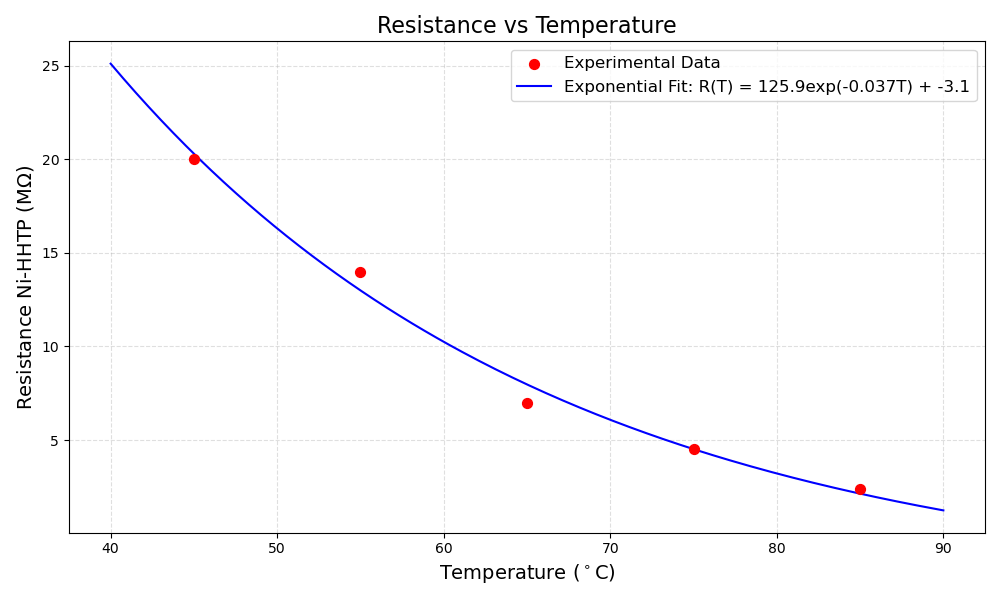 Resistance vs Temperature
Experimental Data
Exponential Fit: R(T) = 125.9exp(-0.037T) + -3.1
Resistance Ni-HHTP (MΩ)
25
20
15
10
5
40
50
60
70
80
90
Temperature (°C)